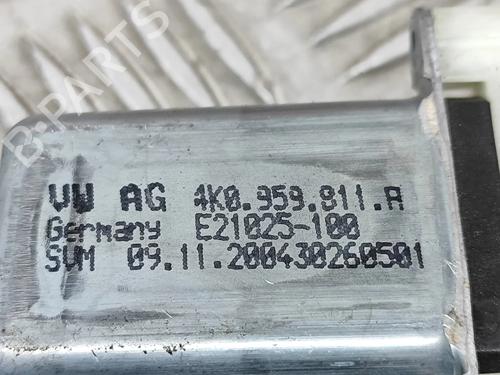 B-PARTS
VW AG 4K0.959.811.A
Germany E21025-100
SVM 09.11.200430260501